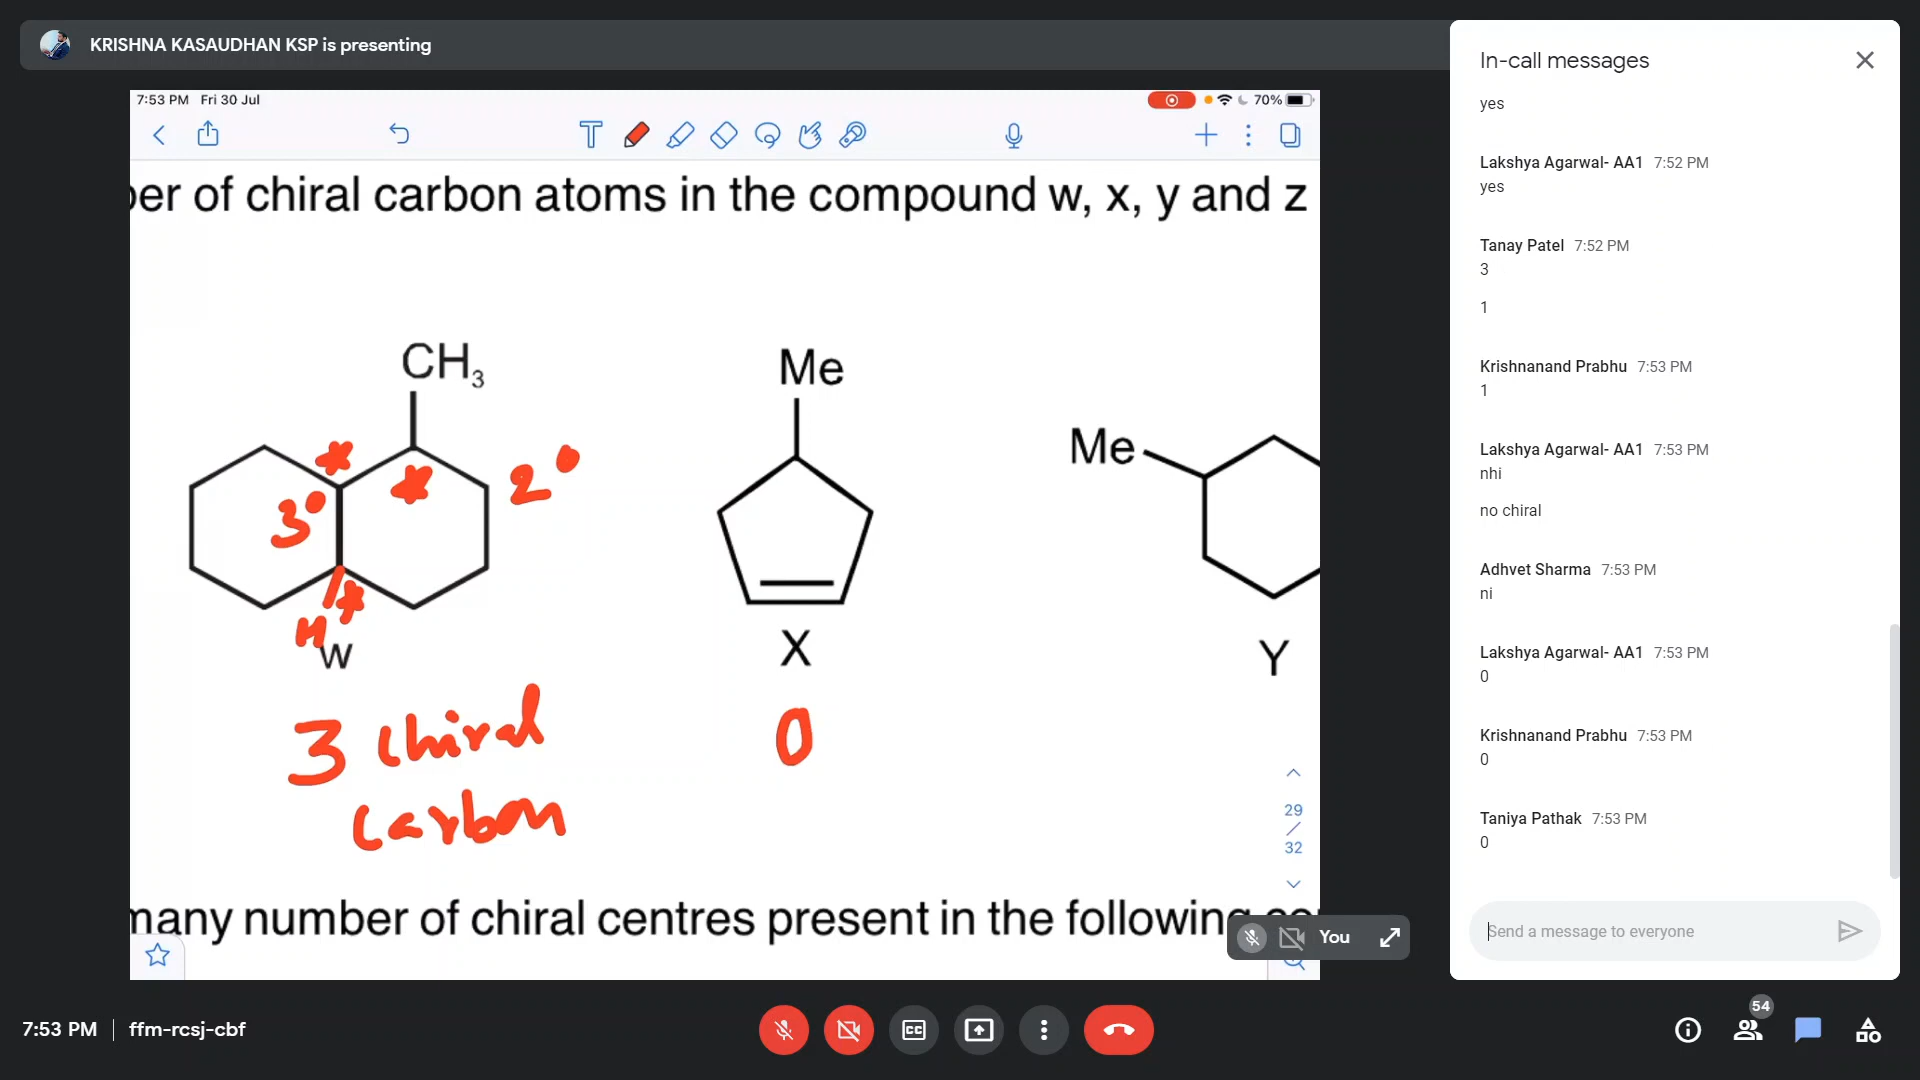 KRISHNA KASAUDHAN KSP is presenting
7:53 PM Fri 30 Jul
70%
ber of chiral carbon atoms in the compound w, x, y and z
CH3
Me
Me
3°
2°
H
W
X
Y
3 chiral
carbon
0
29
/
32
many number of chiral centres present in the following
You
In-call messages
yes
Lakshya Agarwal- AA1 7:52 PM
yes
Tanay Patel 7:52 PM
3
1
Krishnanand Prabhu 7:53 PM
1
Lakshya Agarwal- AA1 7:53 PM
nhi
no chiral
Adhvet Sharma 7:53 PM
ni
Lakshya Agarwal- AA1 7:53 PM
0
Krishnanand Prabhu 7:53 PM
0
Taniya Pathak 7:53 PM
0
Send a message to everyone
7:53 PM | ffm-rcsj-cbf
CC
54